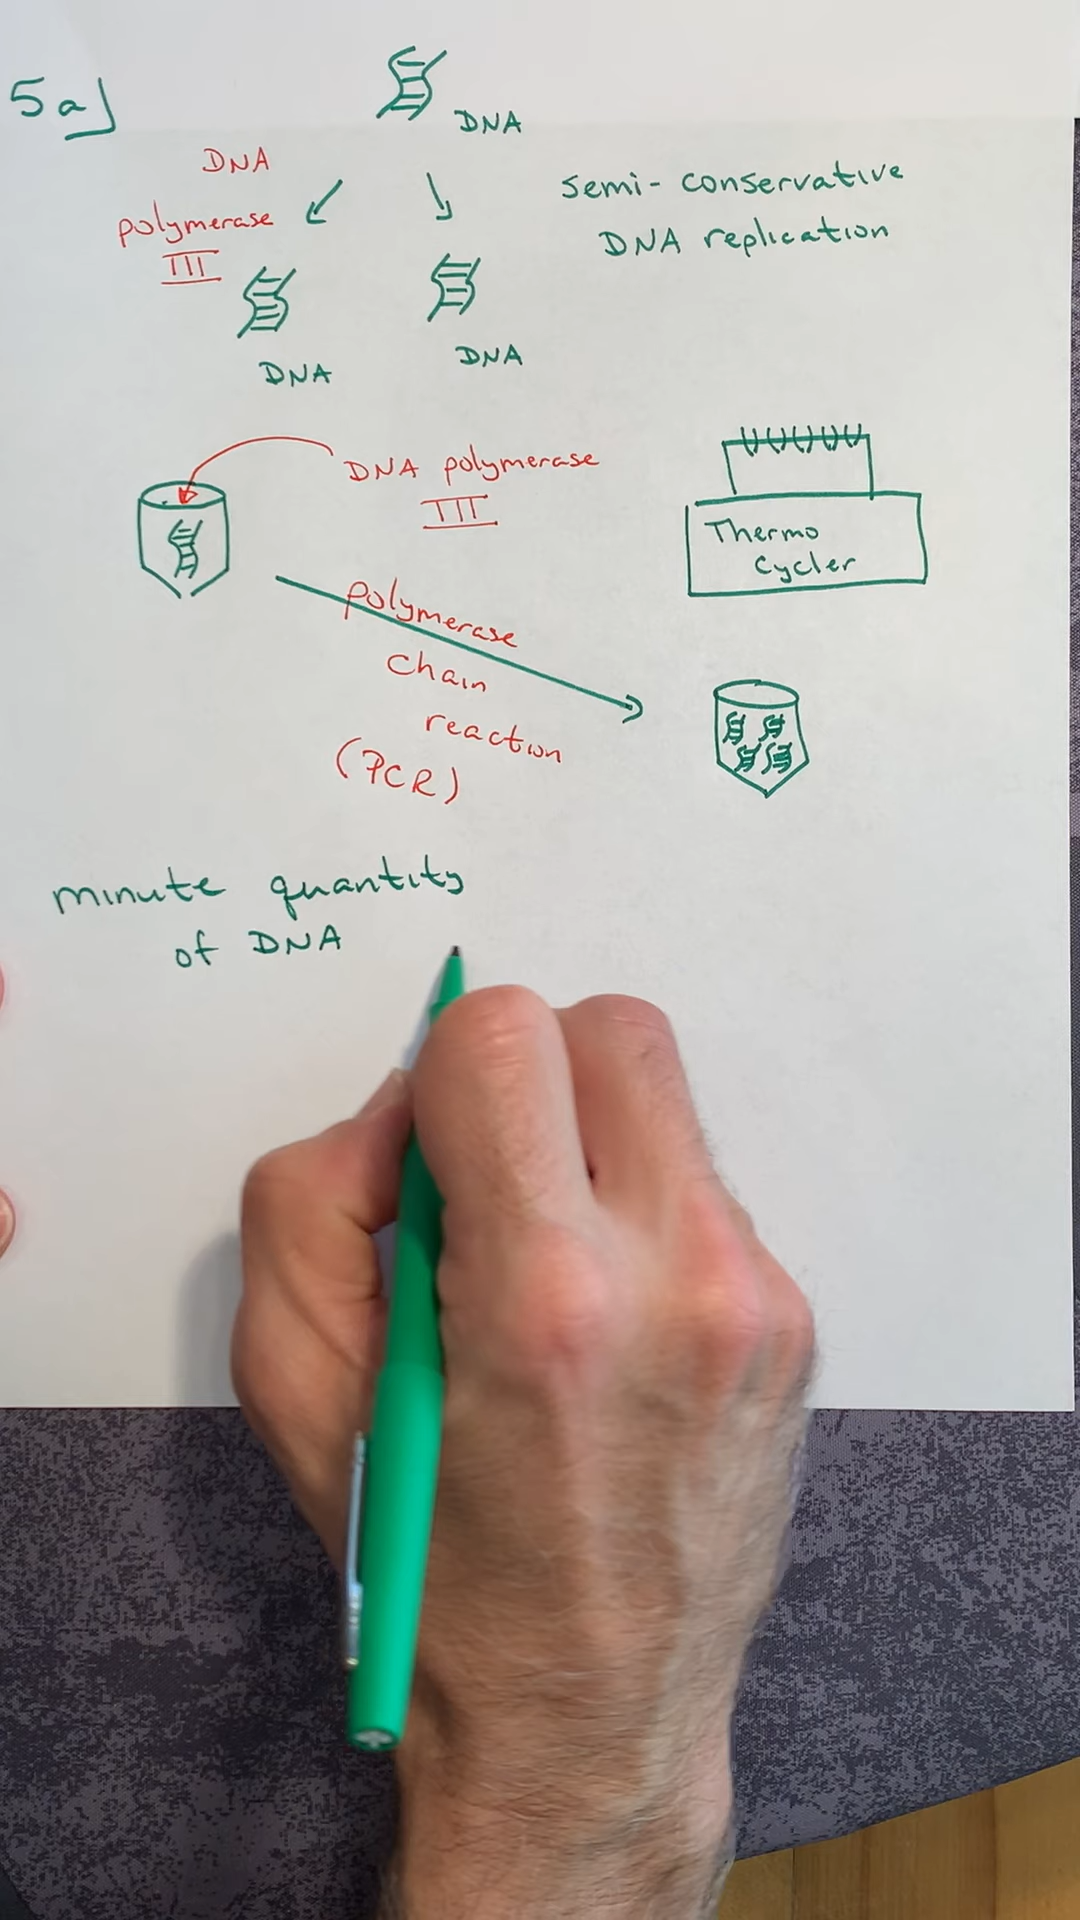 5a)
DNA
DNA
polymerase
III
semi-conservative
DNA replication
DNA
DNA
DNA polymerase
III
Thermo
Cycler
polymerase
chain
reaction
(PCR)
minute quantity
of DNA